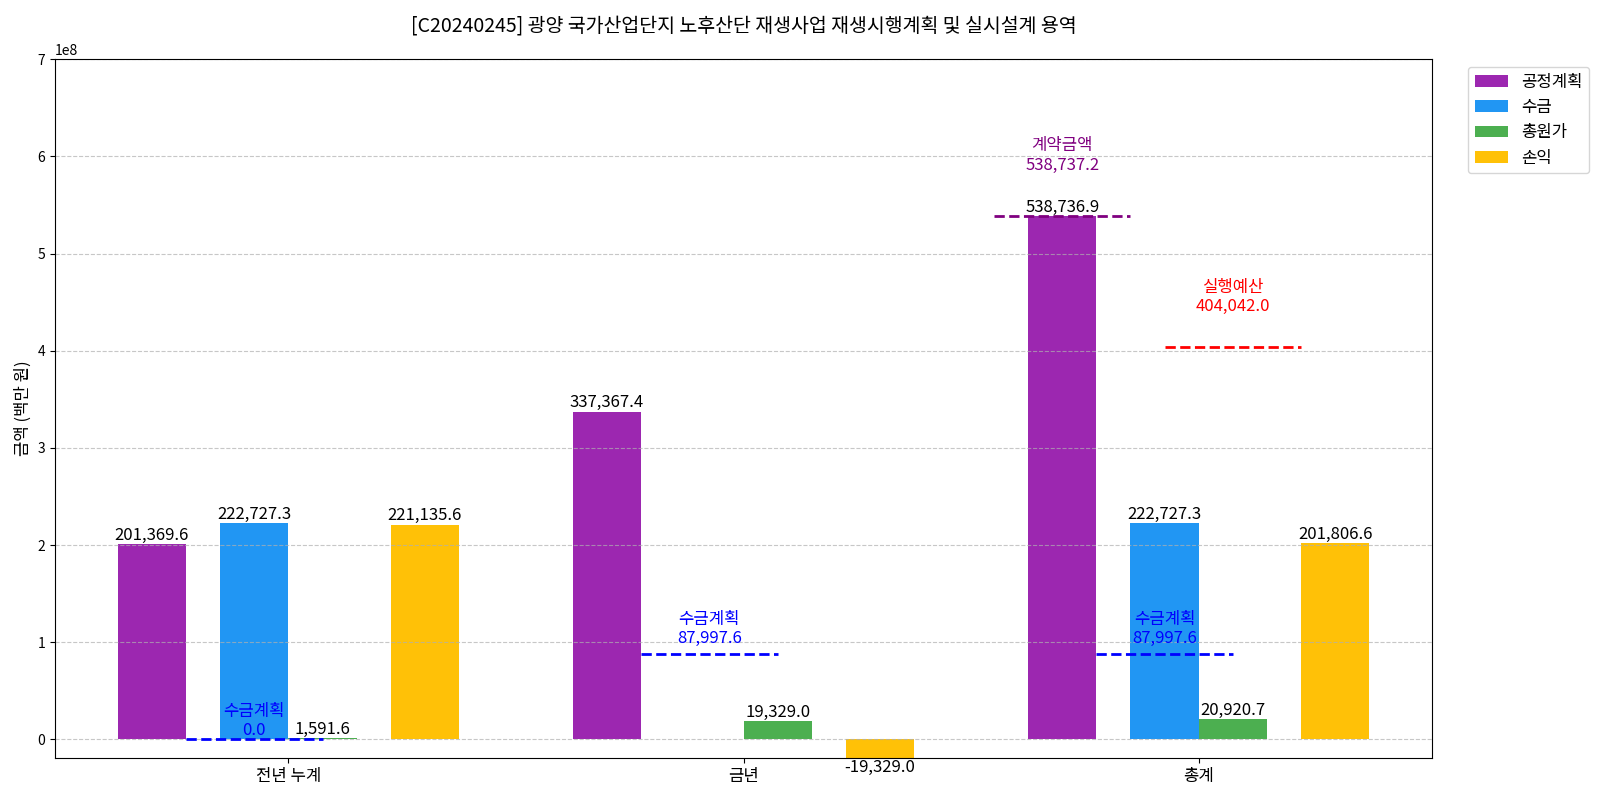 [C20240245] 광양 국가산업단지 노후산단 재생사업 재생시행계획 및 실시설계 용역
1e8
7
6
5
4
3
2
1
0
금액 (백만 원)
공정계획
수금
총원가
손익
계약금액
538,737.2
538,736.9
실행예산
404,042.0
337,367.4
201,369.6
222,727.3
221,135.6
222,727.3
201,806.6
수금계획
87,997.6
수금계획
87,997.6
수금계획
0.0
1,591.6
19,329.0
20,920.7
-19,329.0
전년 누계
금년
총계